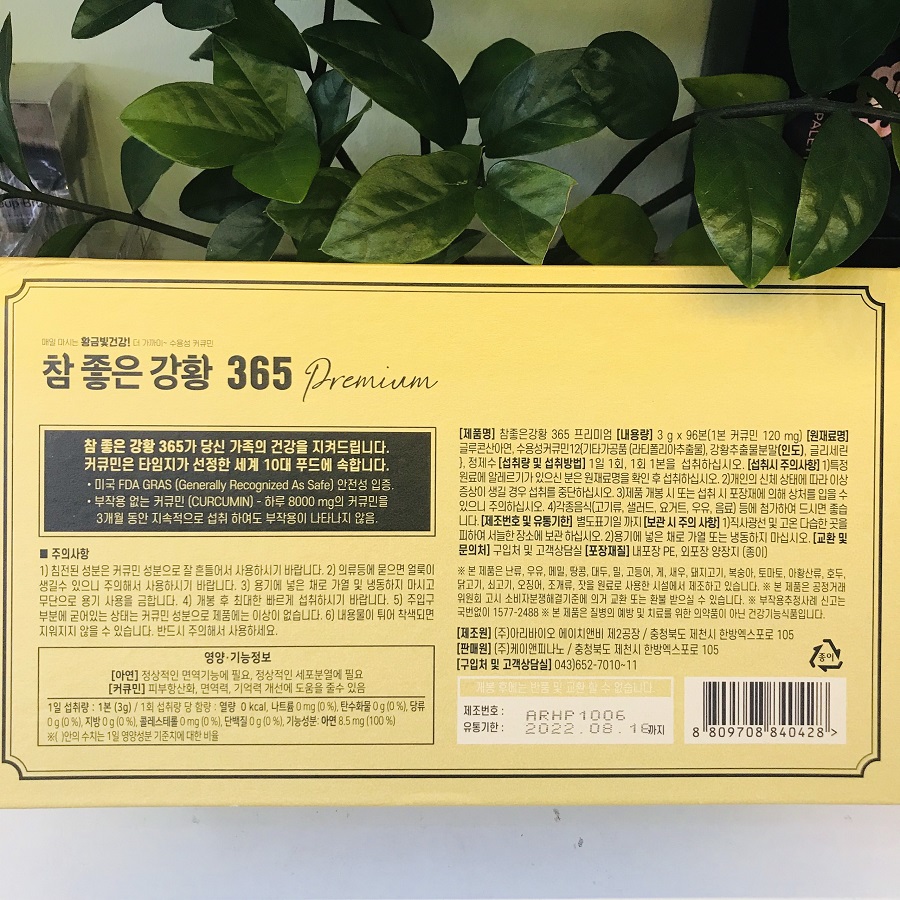 매일 마시는 황금빛건강! 더 가까이~ 수용성 커큐민
참 좋은 강황 365 Premium
참 좋은 강황 365가 당신 가족의 건강을 지켜드립니다.
커큐민은 타임지가 선정한 세계 10대 푸드에 속합니다.
• 미국 FDA GRAS (Generally Recognized As Safe) 안전성 입증.
• 부작용 없는 커큐민 (CURCUMIN) - 하루 8000 mg의 커큐민을
3개월 동안 지속적으로 섭취 하여도 부작용이 나타나지 않음.
■ 주의사항
1) 침전된 성분은 커큐민 성분으로 잘 흔들어서 사용하시기 바랍니다. 2) 의류등에 묻으면 얼룩이
생길수 있으니 주의해서 사용하시기 바랍니다. 3) 용기에 넣은 채로 가열 및 냉동하지 마시고
무단으로 용기 사용을 금합니다. 4) 개봉 후 최대한 빠르게 섭취하시기 바랍니다. 5) 주입구
부분에 굳어있는 상태는 커큐민 성분으로 제품에는 이상이 없습니다. 6) 내용물이 튀어 착색되면
지워지지 않을 수 있습니다. 반드시 주의해서 사용하세요.
영양·기능정보
[아연] 정상적인 면역기능에 필요, 정상적인 세포분열에 필요
[커큐민] 피부항산화, 면역력, 기억력 개선에 도움을 줄수 있음
1일 섭취량 : 1본 (3g) / 1회 섭취량 당 함량 : 열량 0 kcal, 나트륨 0 mg (0 %), 탄수화물 0 g (0 %), 당류
0 g (0 %), 지방 0 g (0 %), 콜레스테롤 0 mg (0 %), 단백질 0 g (0 %), 기능성분: 아연 8.5 mg (100 %)
※( )안의 수치는 1일 영양성분 기준치에 대한 비율
[제품명] 참좋은강황 365 프리미엄 [내용량] 3 g x 96본(1본 커큐민 120 mg) [원재료명]
글루콘산아연, 수용성커큐민12{기타가공품 (라티폴리아추출물), 강황추출물분말(인도), 글리세린
}, 정제수 [섭취량 및 섭취방법] 1일 1회, 1회 1본을 섭취하십시오. [섭취시 주의사항] 1)특정
원료에 알레르기가 있으신 분은 원재료명을 확인 후 섭취하십시오. 2)개인의 신체 상태에 따라 이상
증상이 생길 경우 섭취를 중단하십시오. 3)제품 개봉 시 또는 섭취 시 포장재에 의해 상처를 입을 수
있으니 주의하십시오. 4)각종음식(고기류, 샐러드, 요거트, 우유, 음료) 등에 첨가하여 드시면 좋습
니다. [제조번호 및 유통기한] 별도표기일 까지 [보관 시 주의 사항] 1)직사광선 및 고온 다습한 곳을
피하여 서늘한 장소에 보관 하십시오. 2)용기에 넣은 채로 가열 또는 냉동하지 마십시오. [교환 및
문의처] 구입처 및 고객상담실 [포장재질] 내포장 PE, 외포장 양장지 (종이)
※ 본 제품은 난류, 우유, 메밀, 땅콩, 대두, 밀, 고등어, 게, 새우, 돼지고기, 복숭아, 토마토, 아황산류, 호두,
닭고기, 쇠고기, 오징어, 조개류, 잣을 원료로 사용한 시설에서 제조하고 있습니다. ※ 본 제품은 공정거래
위원회 고시 소비자분쟁해결기준에 의거 교환 또는 환불 받으실 수 있습니다. ※ 부작용추정사례 신고는
국번없이 1577-2488 ※ 본 제품은 질병의 예방 및 치료를 위한 의약품이 아닌 건강기능식품입니다.
[제조원] (주)아리바이오 에이치앤비 제2공장 / 충청북도 제천시 한방엑스포로 105
[판매원] (주)케이앤피나노 / 충청북도 제천시 한방엑스포로 105
[구입처 및 고객상담실] 043)652-7010~11
종이
개봉 후에는 반품 및 교환 할 수 없습니다.
제조번호 : ARHP1006
유통기한 : 2022.08.18까지
8 809708 840428 >